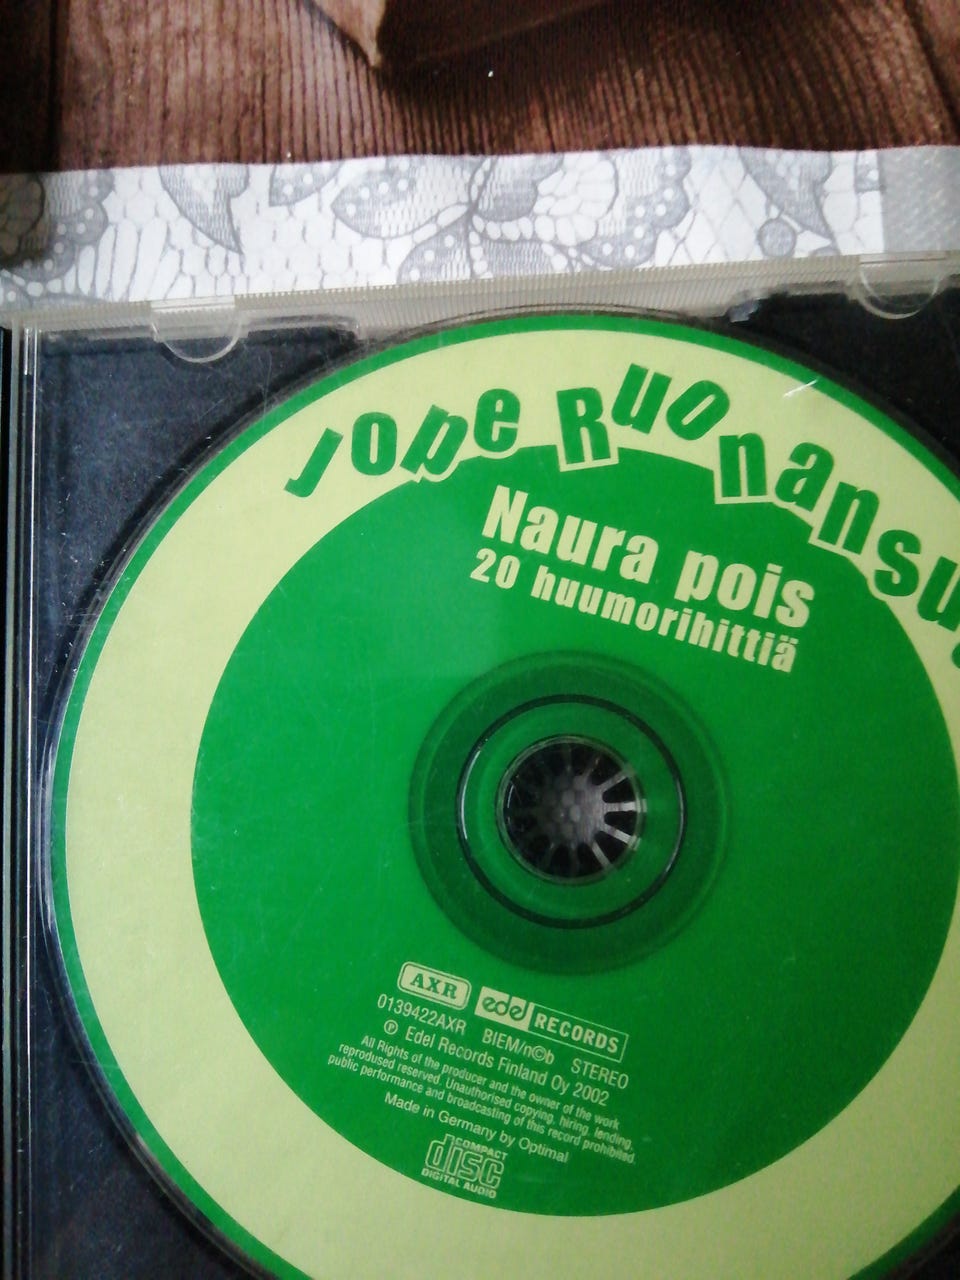 Jope Ruonansu
Naura pois
20 huumorihittiä
AXR edel RECORDS
0139422AXR BIEM/n©b STEREO
℗ Edel Records Finland Oy 2002
All Rights of the producer and the owner of the work
reprodused reserved. Unauthorised copying, hiring, lending,
public performance and broadcasting of this record prohibited.
Made in Germany by Optimal
COMPACT
disc
DIGITAL AUDIO